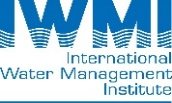 IWMI
International
Water Management
Institute